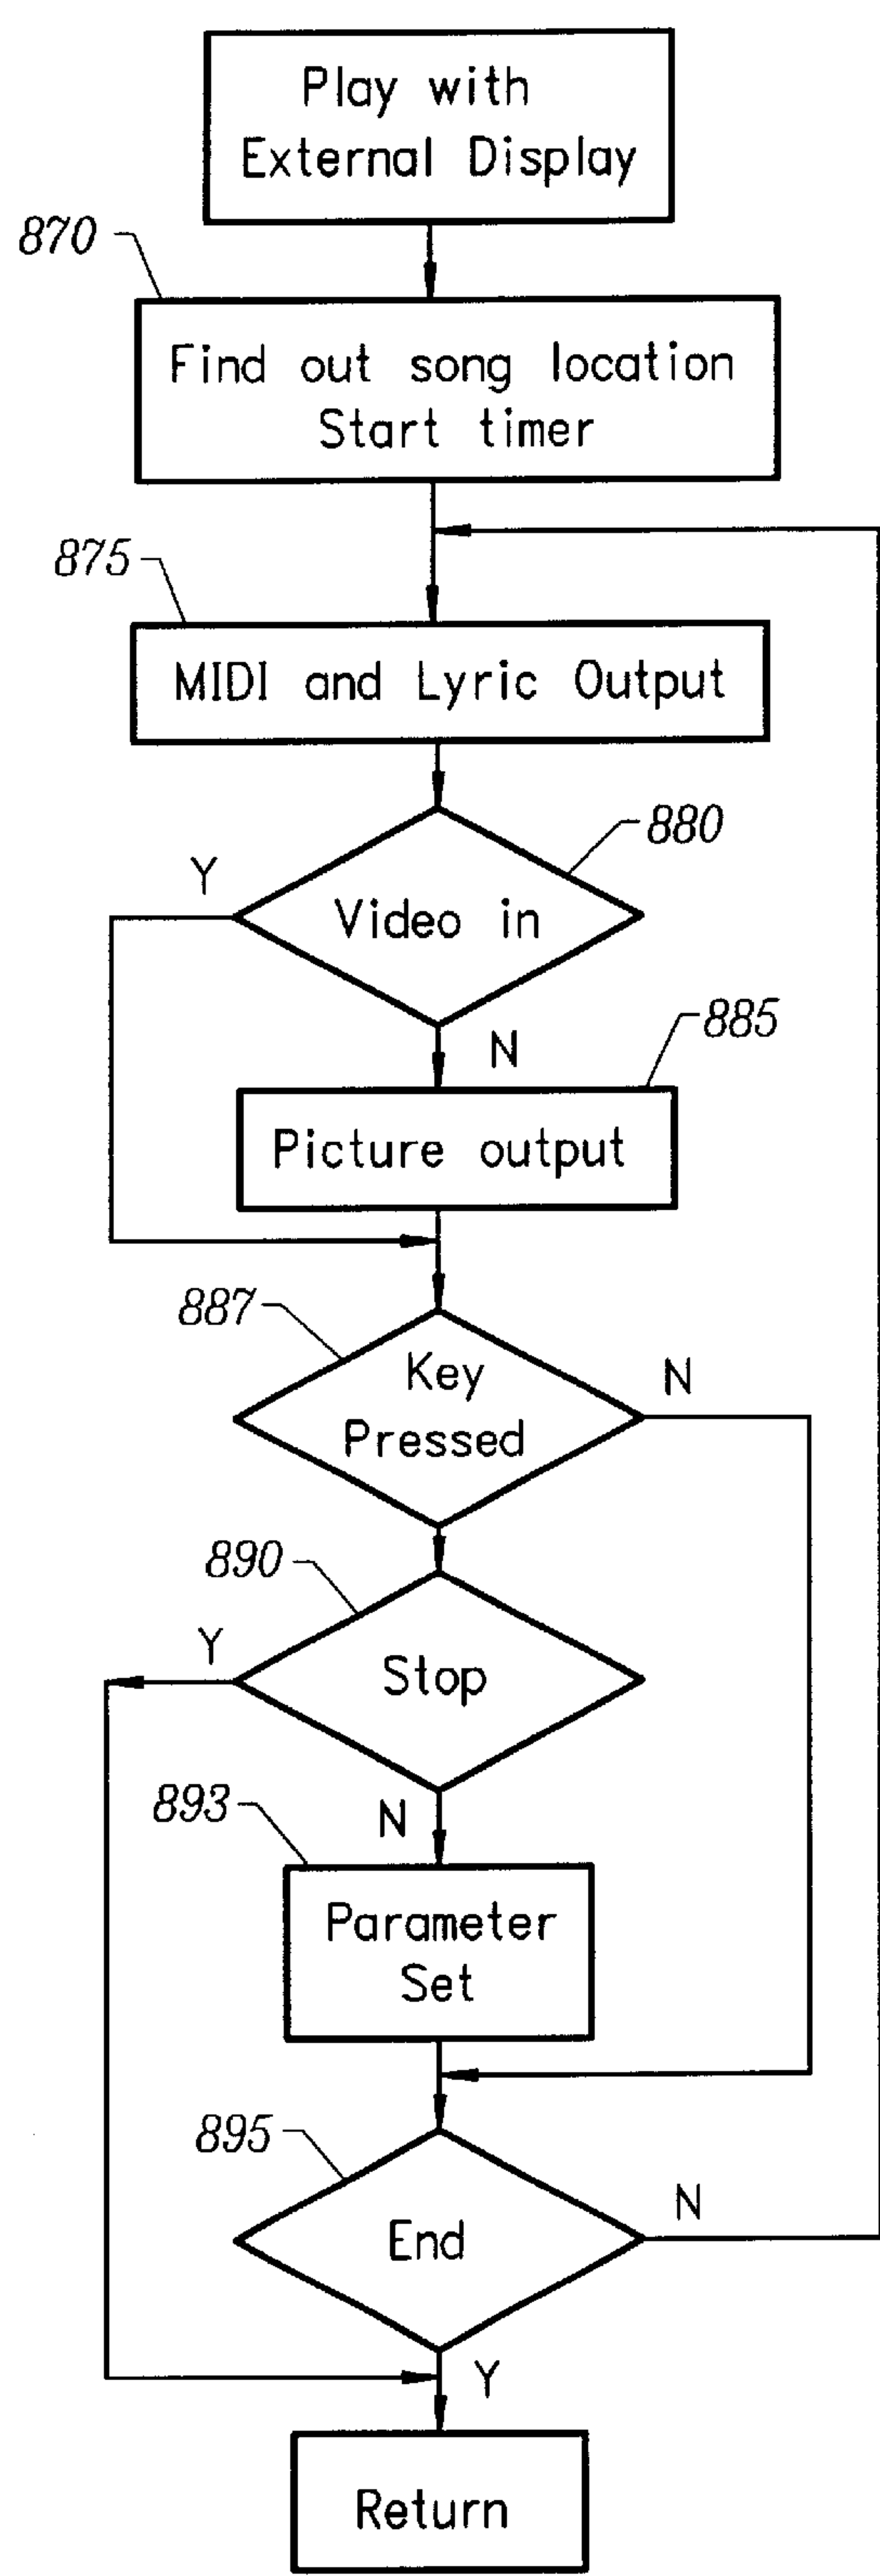 Play with
External Display
870
Find out song location
Start timer
875
MIDI and Lyric Output
880
Y
Video in
885
N
Picture output
887
Key
Pressed
N
890
Y
Stop
893
N
Parameter
Set
895
End
N
Y
Return